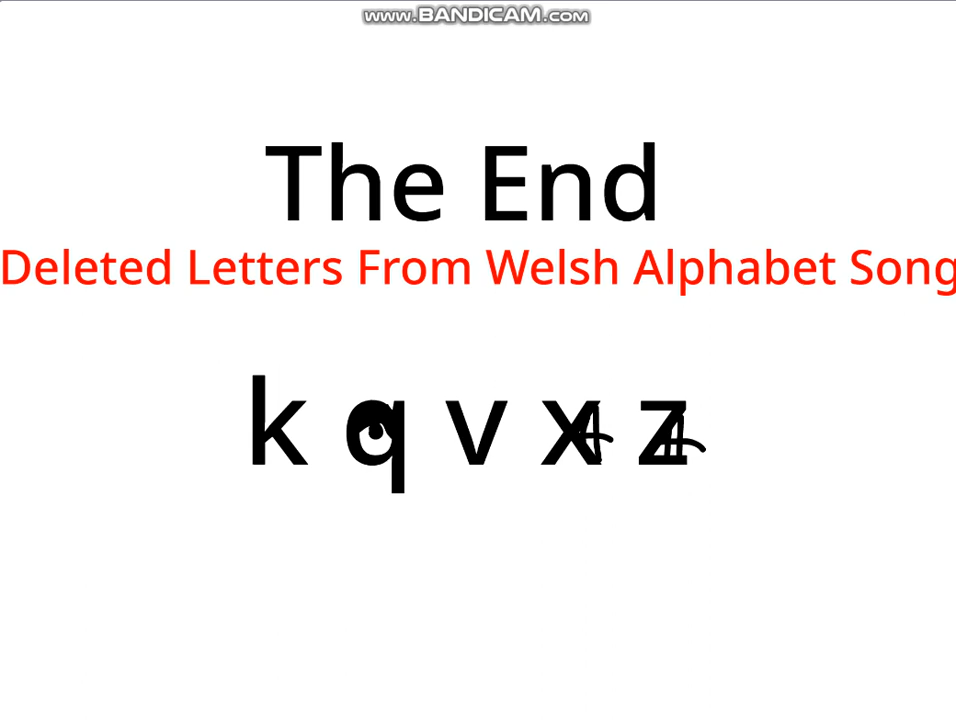 www.BANDICAM.com
The End
Deleted Letters From Welsh Alphabet Song
k q v x z